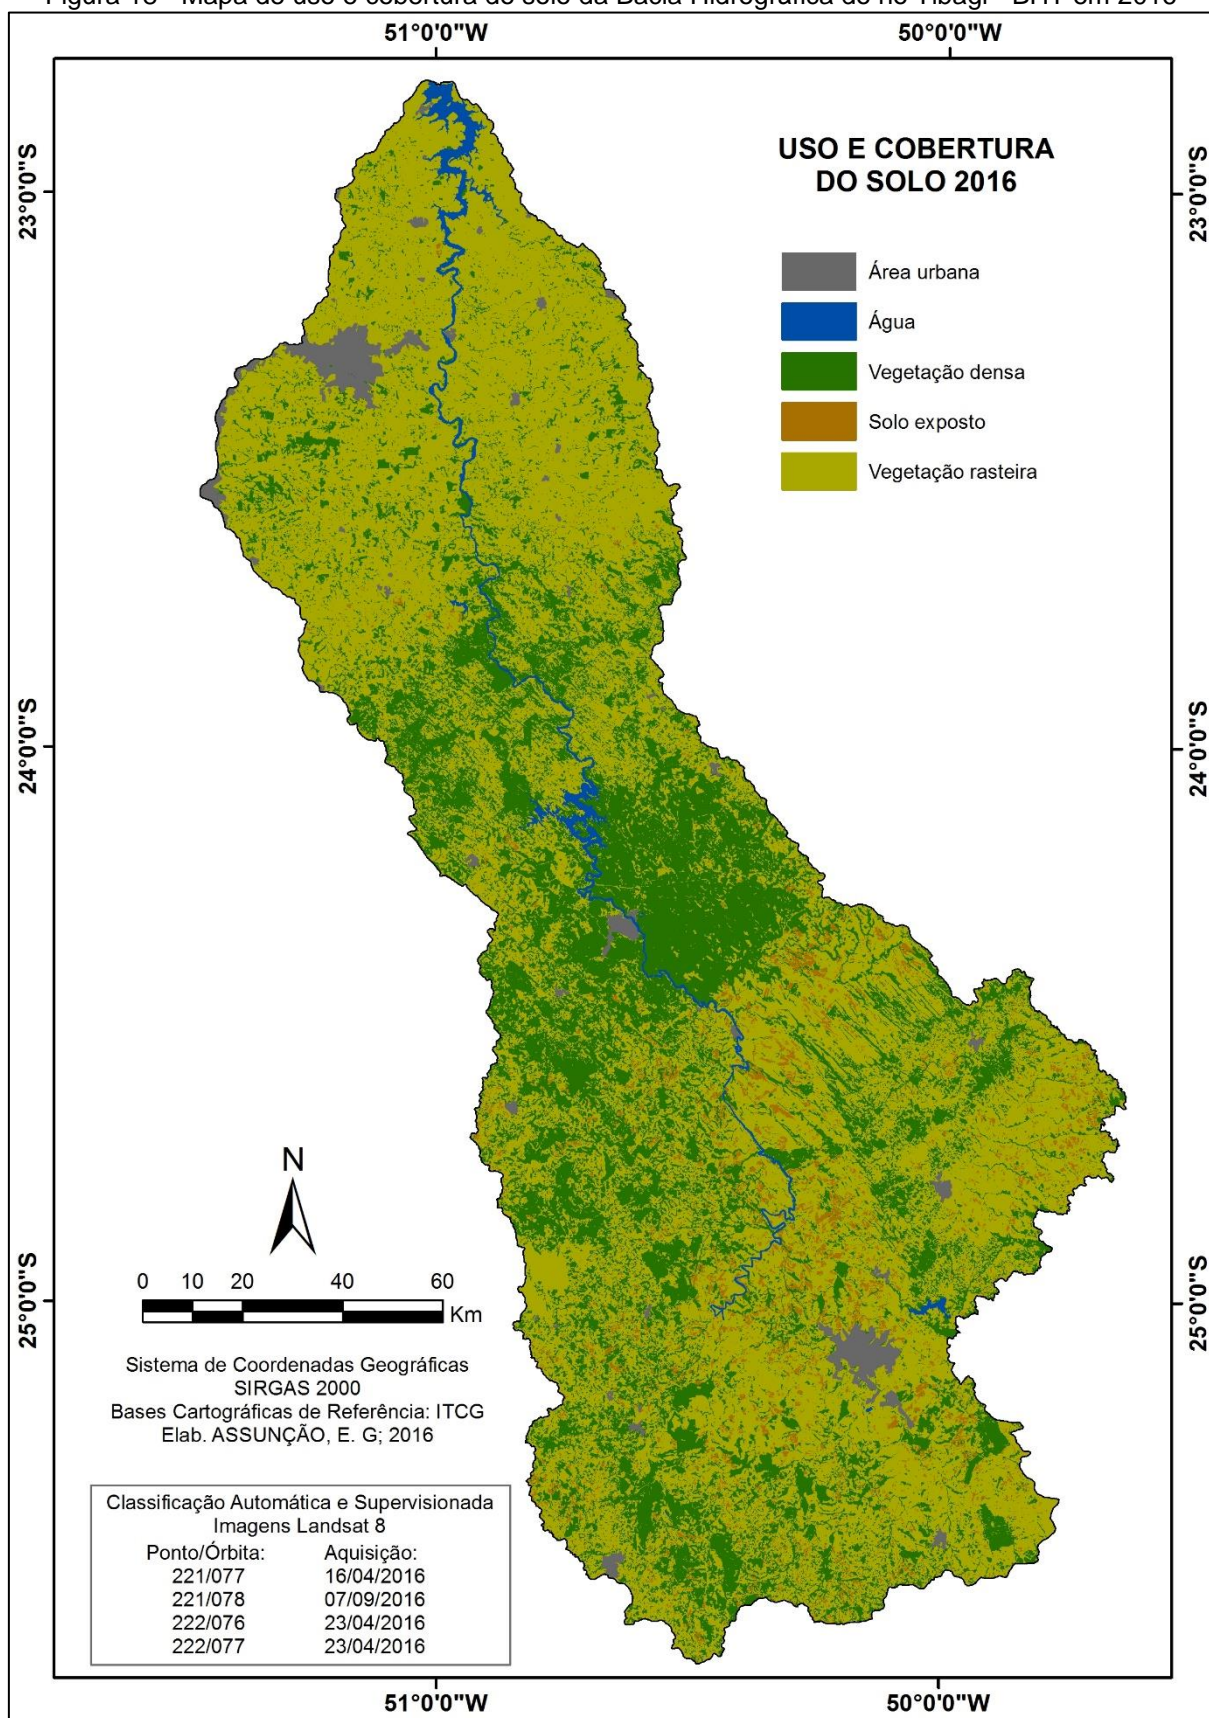 51°0'0"W
50°0'0"W
USO E COBERTURA
DO SOLO 2016
23°0'0"S
23°0'0"S
Área urbana
Água
Vegetação densa
Solo exposto
Vegetação rasteira
24°0'0"S
24°0'0"S
N
0 10 20 40 60
Km
25°0'0"S
25°0'0"S
Sistema de Coordenadas Geográficas
SIRGAS 2000
Bases Cartográficas de Referência: ITCG
Elab. ASSUNÇÃO, E. G; 2016
Classificação Automática e Supervisionada
Imagens Landsat 8
Ponto/Órbita: Aquisição:
221/077 16/04/2016
221/078 07/09/2016
222/076 23/04/2016
222/077 23/04/2016
51°0'0"W
50°0'0"W